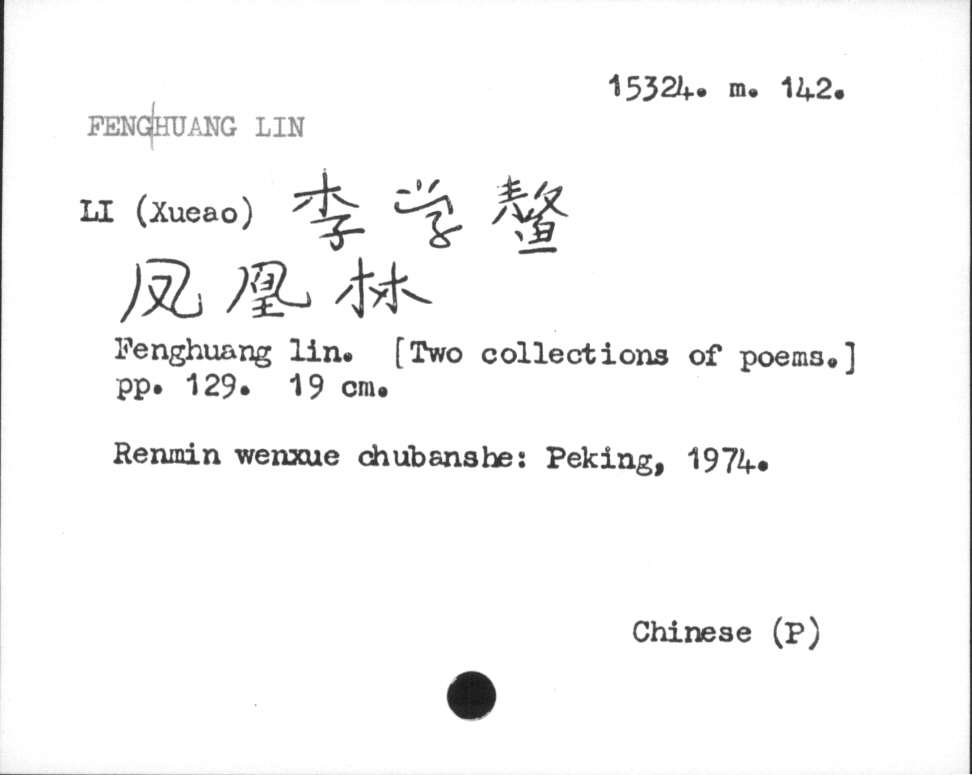 15324. m. 142.
FENGHUANG LIN
LI (Xueao) 李学鳌
凤凰林
Fenghuang lin. [Two collections of poems.]
pp. 129. 19 cm.
Renmin wenxue chubanshe: Peking, 1974.
Chinese (P)